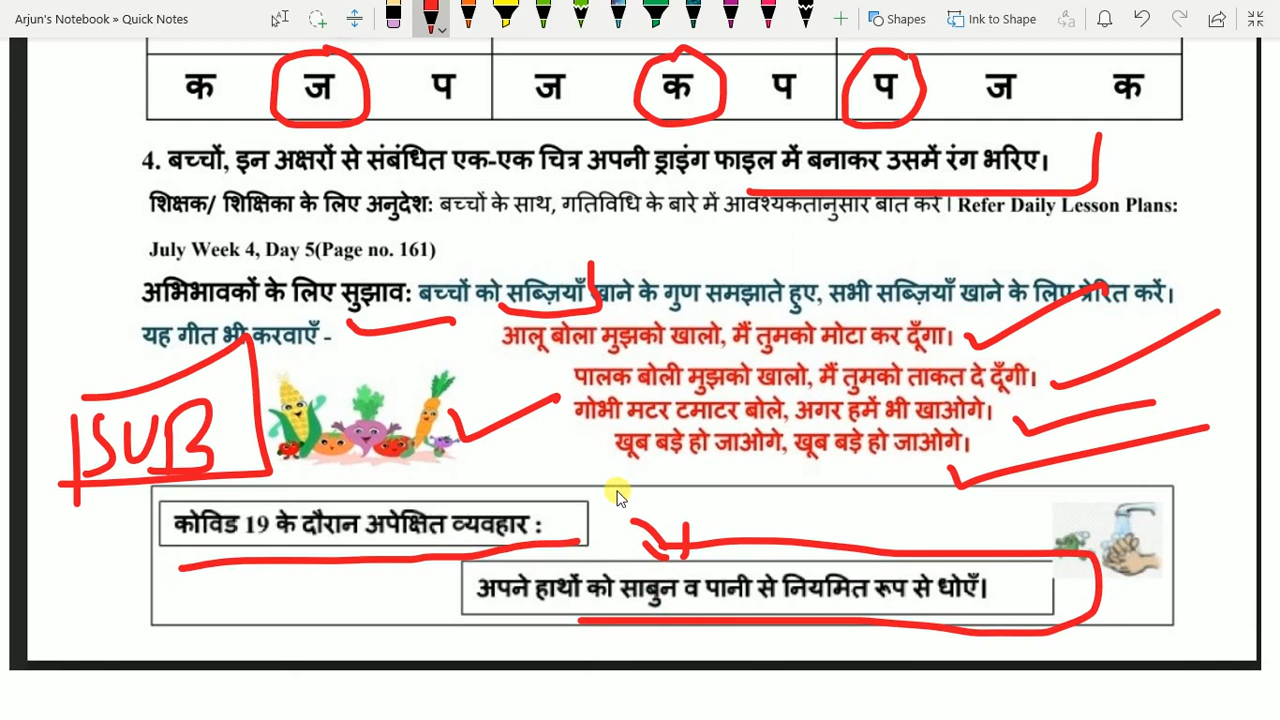 Arjun's Notebook » Quick Notes
Shapes
Ink to Shape
क ज प ज क प प ज क
4. बच्चों, इन अक्षरों से संबंधित एक-एक चित्र अपनी ड्राइंग फाइल में बनाकर उसमें रंग भरिए।
शिक्षक/ शिक्षिका के लिए अनुदेश: बच्चों के साथ, गतिविधि के बारे में आवश्यकतानुसार बात करें । Refer Daily Lesson Plans:
July Week 4, Day 5(Page no. 161)
अभिभावकों के लिए सुझाव: बच्चों को सब्ज़ियाँ खाने के गुण समझाते हुए, सभी सब्ज़ियाँ खाने के लिए प्रेरित करें।
यह गीत भी करवाएँ - आलू बोला मुझको खालो, मैं तुमको मोटा कर दूँगा।
पालक बोली मुझको खालो, मैं तुमको ताकत दे दूँगी।
गोभी मटर टमाटर बोले, अगर हमें भी खाओगे।
खूब बड़े हो जाओगे, खूब बड़े हो जाओगे।
SUB
कोविड 19 के दौरान अपेक्षित व्यवहार :
अपने हाथों को साबुन व पानी से नियमित रूप से धोएँ।